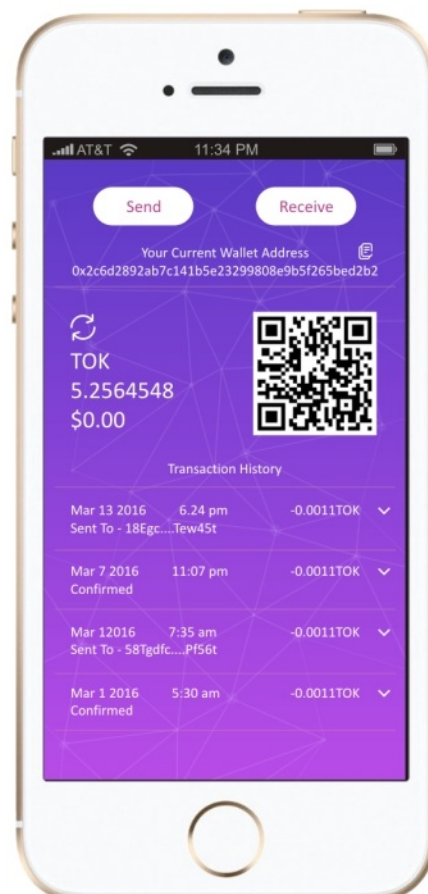 AT&T 11:34 PM
Send Receive
Your Current Wallet Address
0x2c6d2892ab7c141b5e23299808e9b5f265bed2b2
TOK
5.2564548
$0.00
Transaction History
Mar 13 2016 6.24 pm -0.0011TOK
Sent To - 18Egc....Tew45t
Mar 7 2016 11:07 pm -0.0011TOK
Confirmed
Mar 12016 7:35 am -0.0011TOK
Sent To - 58Tgdfc....Pf56t
Mar 1 2016 5:30 am -0.0011TOK
Confirmed